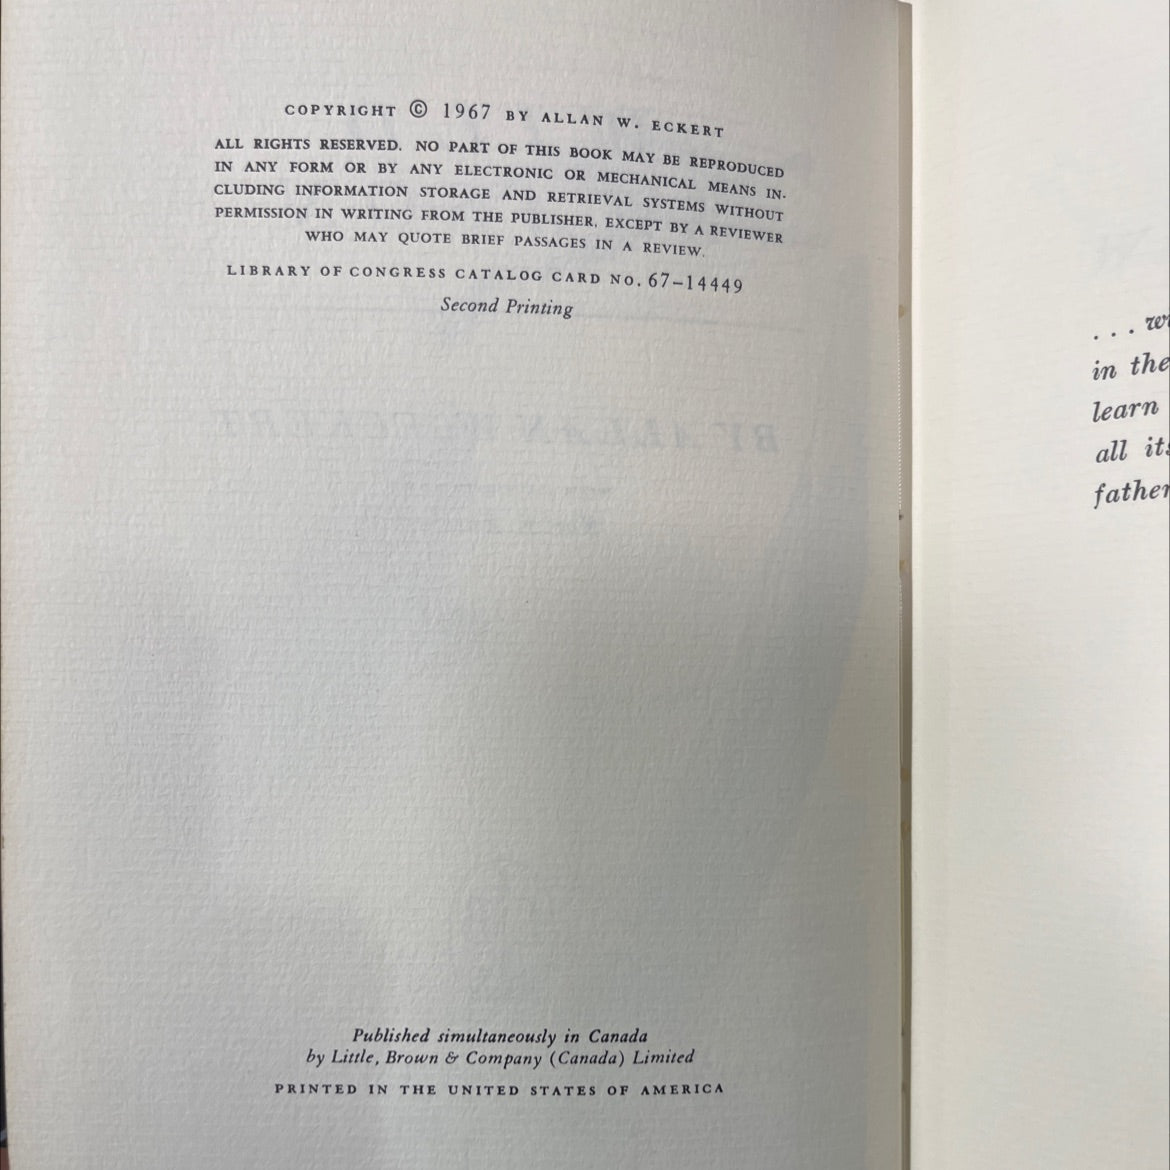 COPYRIGHT © 1967 BY ALLAN W. ECKERT
ALL RIGHTS RESERVED. NO PART OF THIS BOOK MAY BE REPRODUCED
IN ANY FORM OR BY ANY ELECTRONIC OR MECHANICAL MEANS IN-
CLUDING INFORMATION STORAGE AND RETRIEVAL SYSTEMS WITHOUT
PERMISSION IN WRITING FROM THE PUBLISHER, EXCEPT BY A REVIEWER
WHO MAY QUOTE BRIEF PASSAGES IN A REVIEW.
LIBRARY OF CONGRESS CATALOG CARD NO. 67–14449
Second Printing
Published simultaneously in Canada
by Little, Brown & Company (Canada) Limited
PRINTED IN THE UNITED STATES OF AMERICA
. . .
in the
learn
all